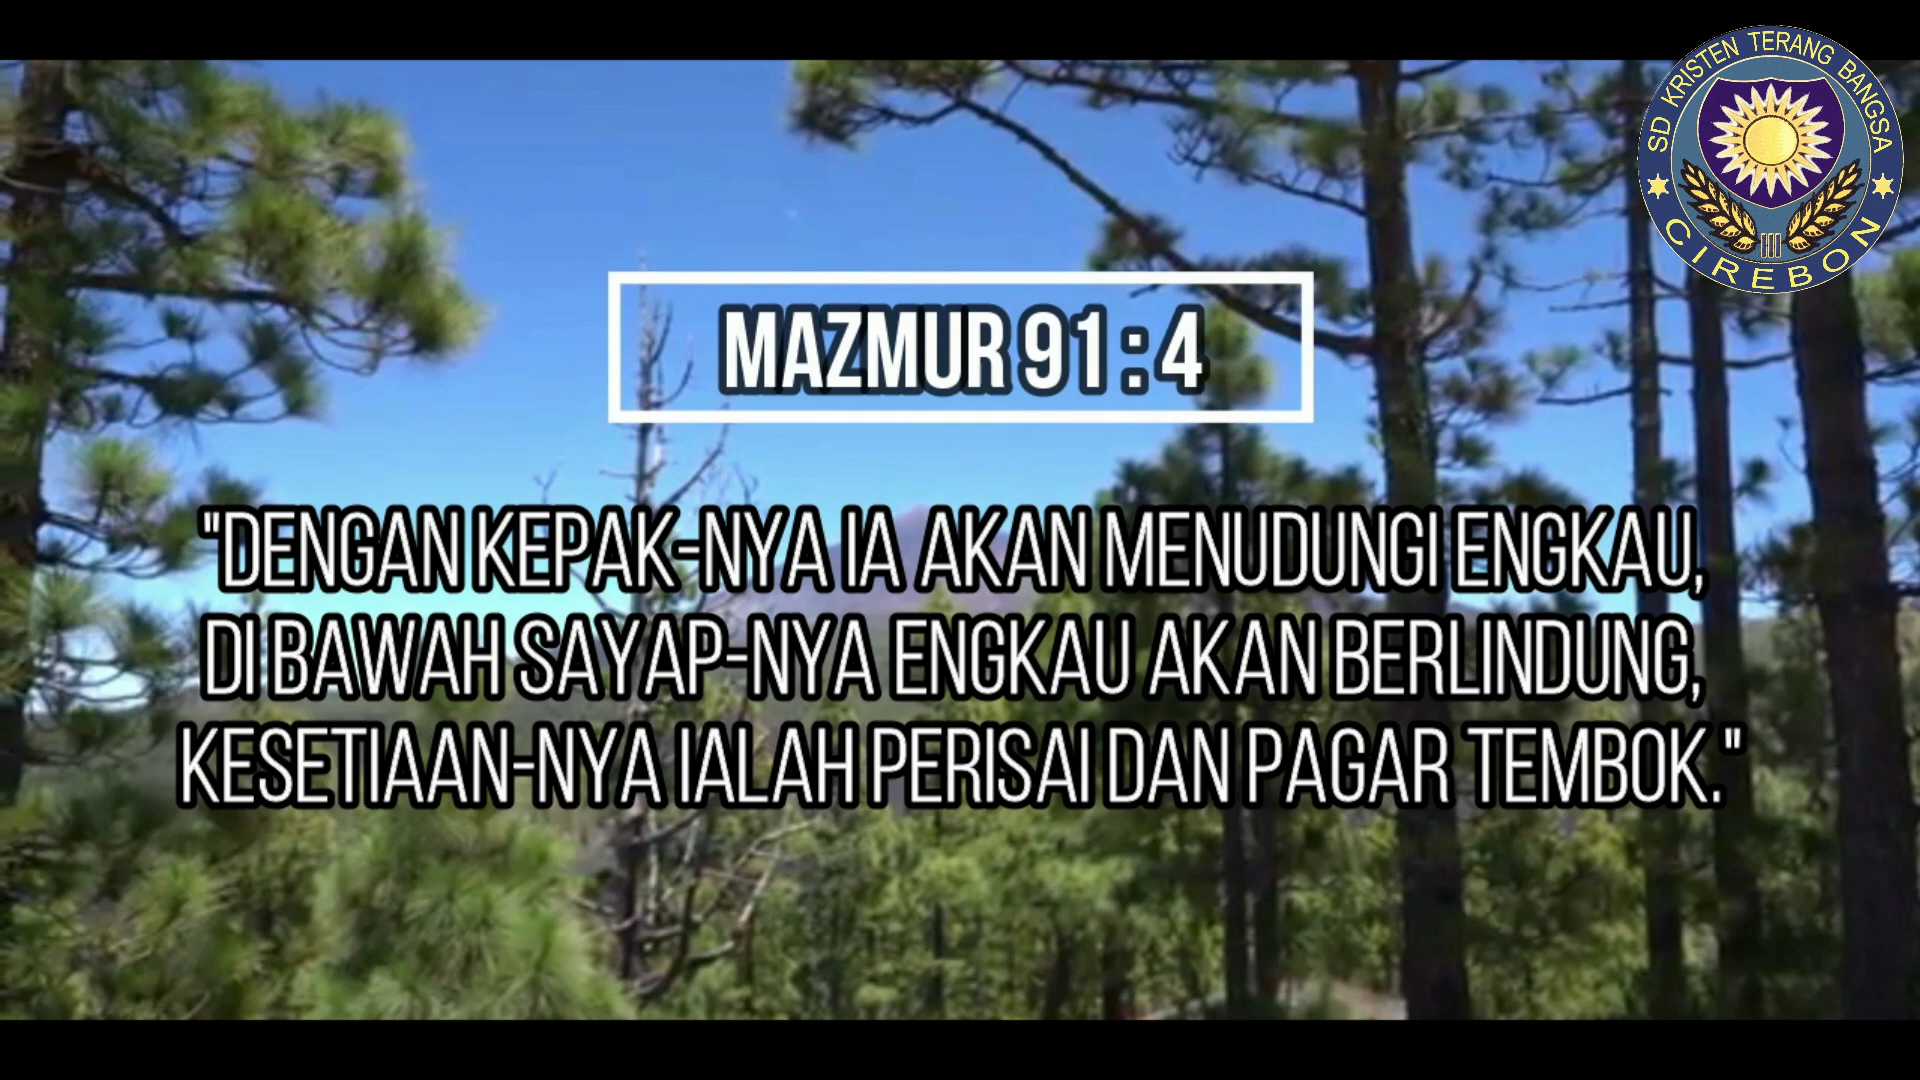 SD KRISTEN TERANG BANGSA
CIREBON
MAZMUR 91 : 4
"DENGAN KEPAK-NYA IA AKAN MENUDUNGI ENGKAU,
DI BAWAH SAYAP-NYA ENGKAU AKAN BERLINDUNG,
KESETIAAN-NYA IALAH PERISAI DAN PAGAR TEMBOK."